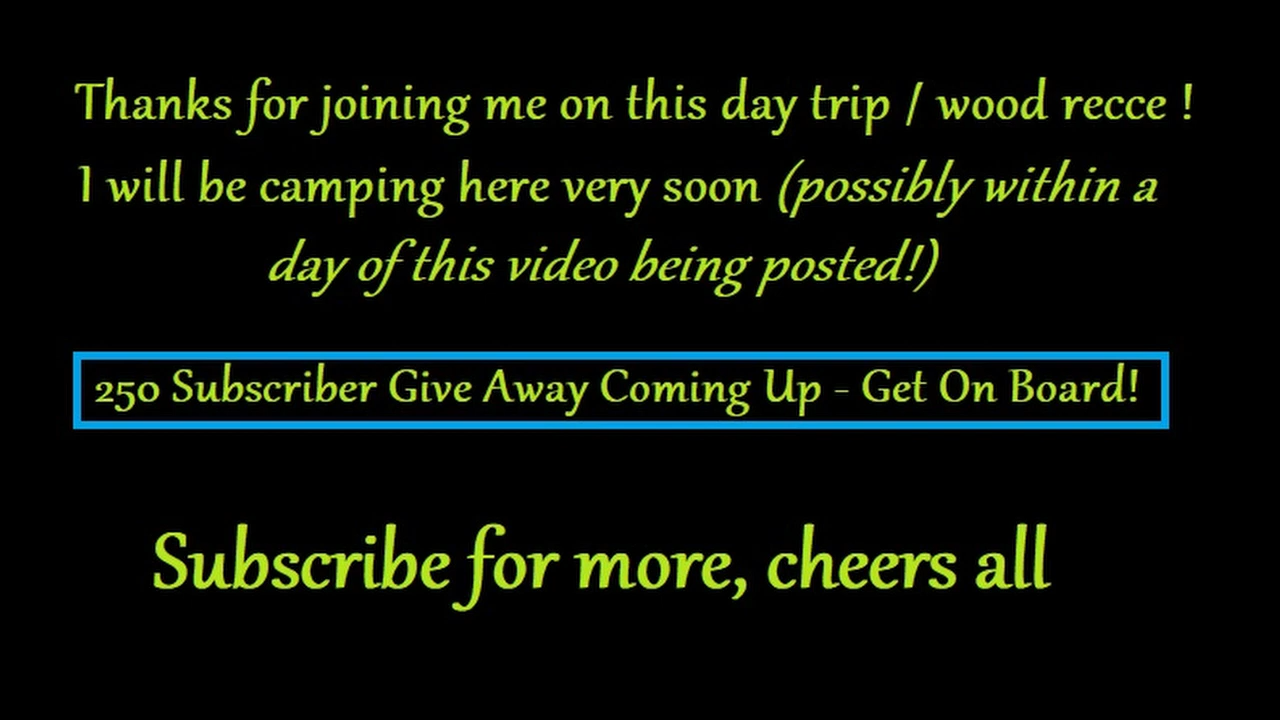 Thanks for joining me on this day trip / wood recce !
I will be camping here very soon (possibly within a
day of this video being posted!)
250 Subscriber Give Away Coming Up - Get On Board!
Subscribe for more, cheers all